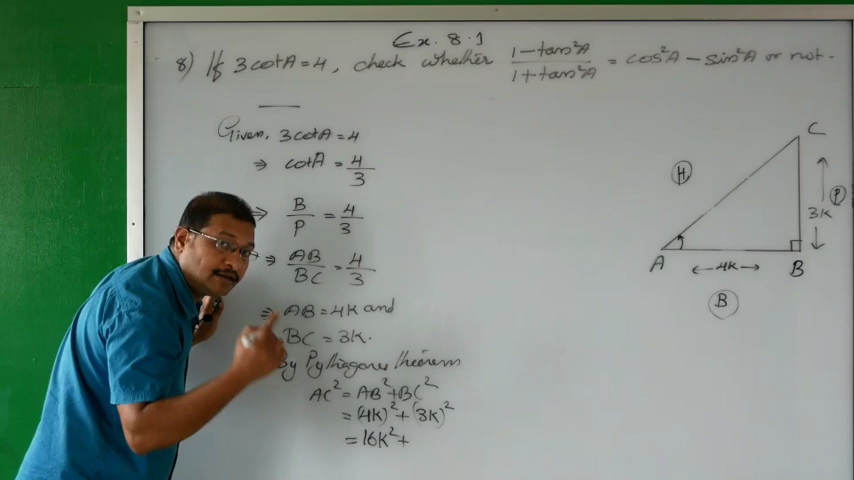 Ex. 8.1
8) If 3cotA=4, check whether (1-tan²A)/(1+tan²A) = cos²A - sin²A or not.
Given, 3cotA=4
⇒ cotA = 4/3
⇒ B/P = 4/3
⇒ AB/BC = 4/3
⇒ AB=4K and
BC = 3K.
By Pythagoras theorem
AC² = AB²+BC²
= (4K)²+(3K)²
= 16K²+
C
H
P
3K
A
←4K→
B
B